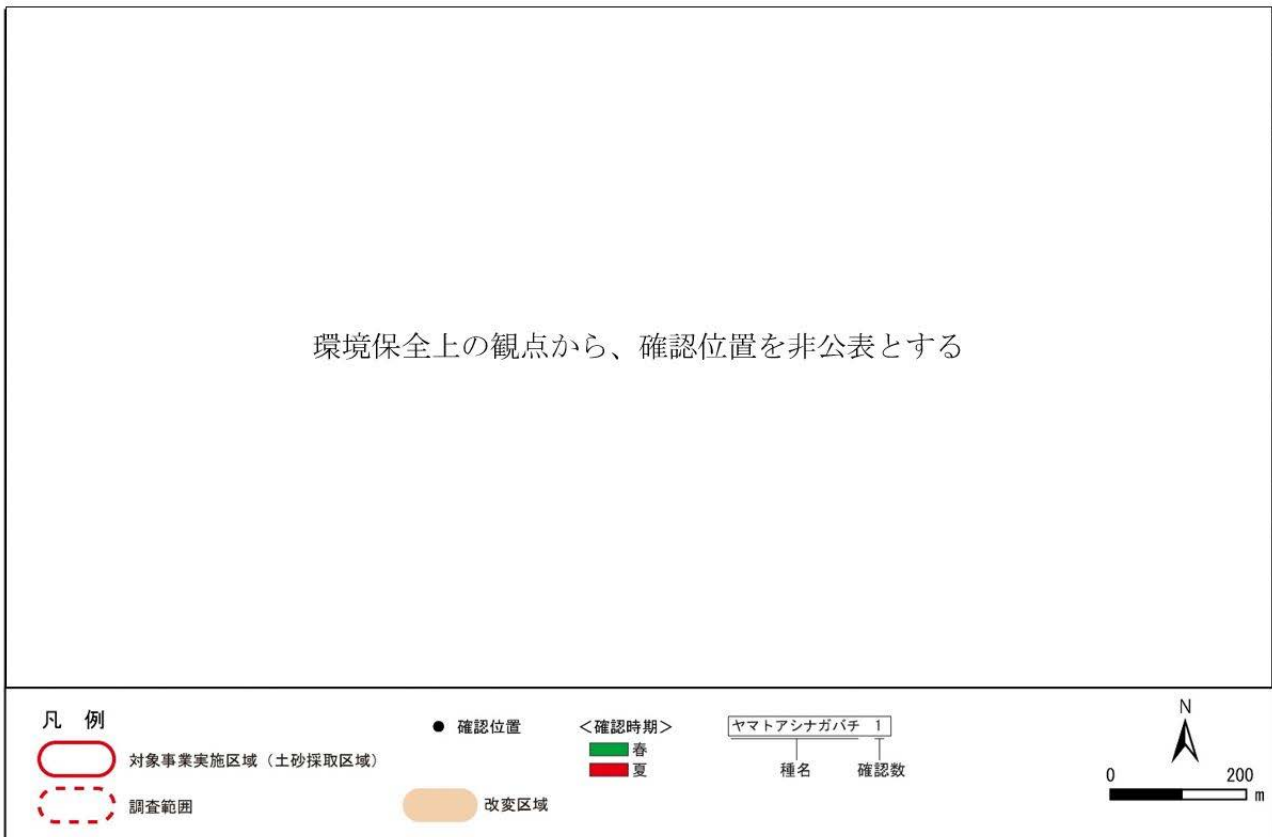 環境保全上の観点から、確認位置を非公表とする
凡 例
対象事業実施区域（土砂採取区域）
調査範囲
● 確認位置
改変区域
＜確認時期＞
春
夏
ヤマトアシナガバチ 1
種名 確認数
N
0 200
m